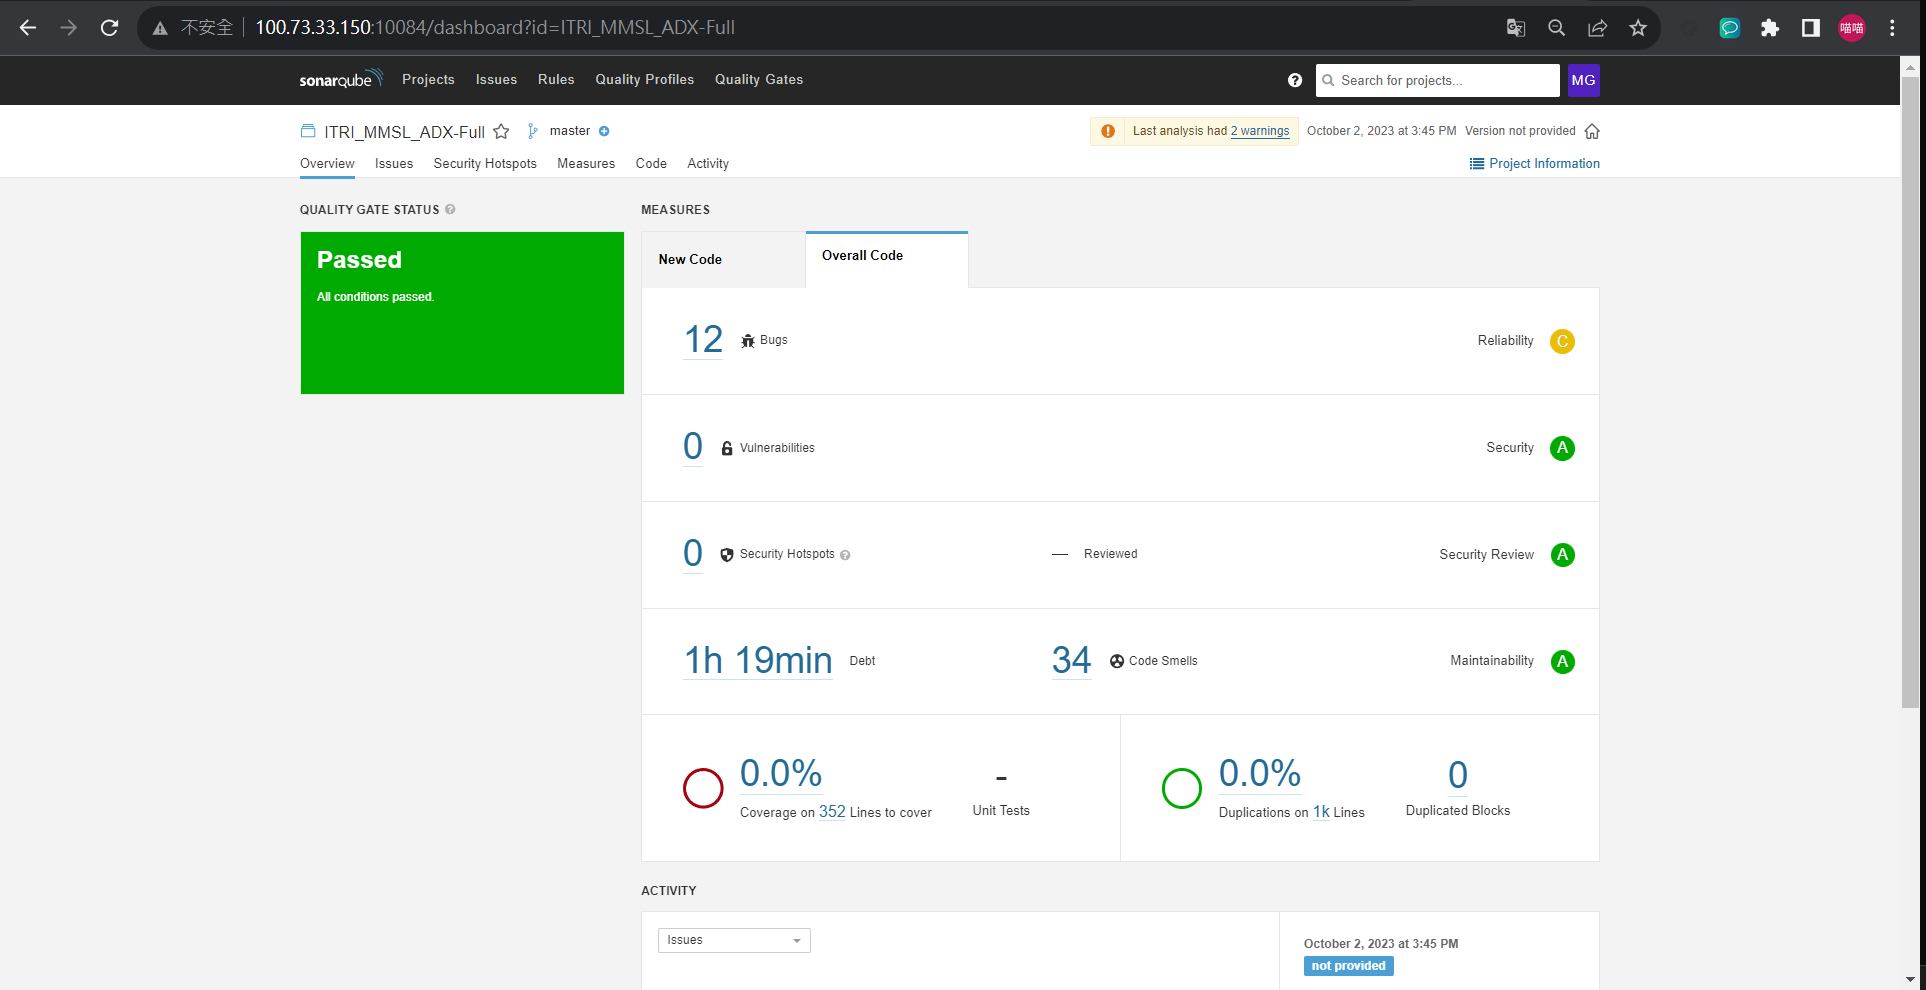 不安全 100.73.33.150:10084/dashboard?id=ITRI_MMSL_ADX-Full 喵喵
sonarqube Projects Issues Rules Quality Profiles Quality Gates Search for projects... MG
ITRI_MMSL_ADX-Full master Last analysis had 2 warnings October 2, 2023 at 3:45 PM Version not provided
Overview Issues Security Hotspots Measures Code Activity Project Information
QUALITY GATE STATUS
Passed
All conditions passed.
MEASURES
New Code Overall Code
12 Bugs Reliability C
0 Vulnerabilities Security A
0 Security Hotspots — Reviewed Security Review A
1h 19min Debt 34 Code Smells Maintainability A
0.0%
Coverage on 352 Lines to cover
-
Unit Tests
0.0%
Duplications on 1k Lines
0
Duplicated Blocks
ACTIVITY
Issues
October 2, 2023 at 3:45 PM
not provided